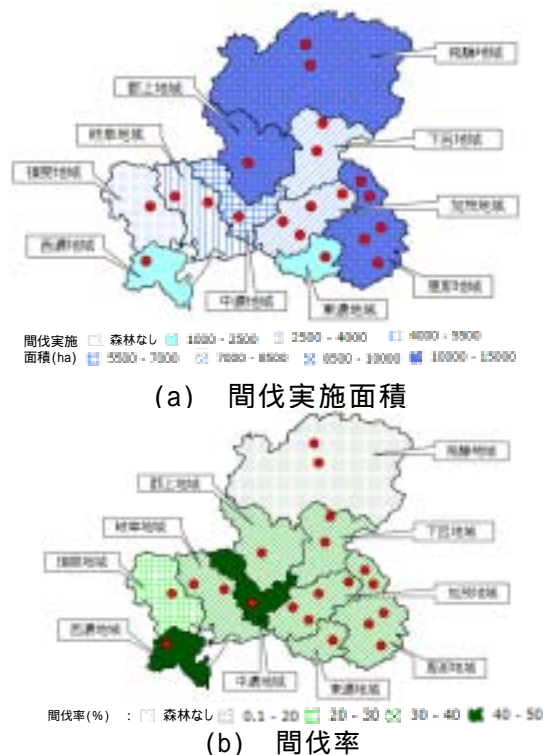 飛騨地域
郡上地域
岐阜地域
下呂地域
揖斐地域
加茂地域
西濃地域
恵那地域
中濃地域
東濃地域
間伐実施 森林なし 1000 - 2500 2500 - 4000 4000 - 5500
面積(ha) 5500 - 7000 7000 - 8500 8500 - 10000 10000 - 15000
(a) 間伐実施面積
飛騨地域
郡上地域
岐阜地域
下呂地域
揖斐地域
加茂地域
西濃地域
恵那地域
中濃地域
東濃地域
間伐率(%) : 森林なし 0.1 - 20 20 - 30 30 - 40 40 - 50
(b) 間伐率